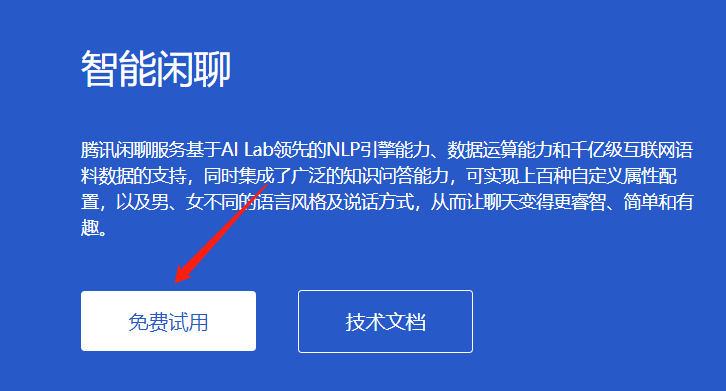 智能闲聊
腾讯闲聊服务基于AI Lab领先的NLP引擎能力、数据运算能力和千亿级互联网语
料数据的支持，同时集成了广泛的知识问答能力，可实现上百种自定义属性配
置，以及男、女不同的语言风格及说话方式，从而让聊天变得更睿智、简单和有
趣。
免费试用
技术文档